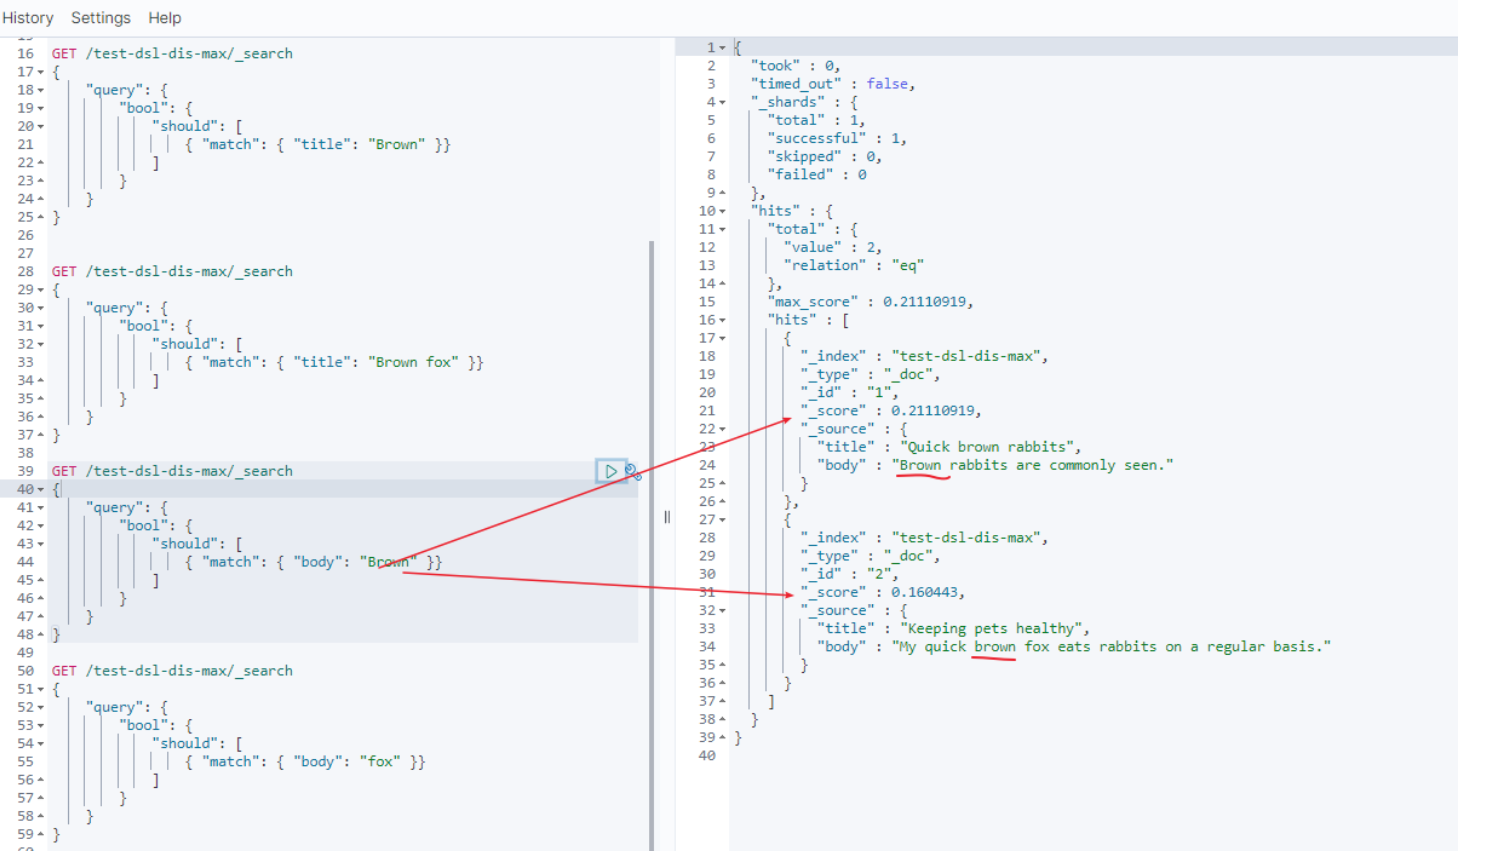 History Settings Help
16 GET /test-dsl-dis-max/_search
17 {
18 "query": {
19 "bool": {
20 "should": [
21 { "match": { "title": "Brown" }}
22 ]
23 }
24 }
25 }
26
27
28 GET /test-dsl-dis-max/_search
29 {
30 "query": {
31 "bool": {
32 "should": [
33 { "match": { "title": "Brown fox" }}
34 ]
35 }
36 }
37 }
38
39 GET /test-dsl-dis-max/_search
40 {
41 "query": {
42 "bool": {
43 "should": [
44 { "match": { "body": "Brown" }}
45 ]
46 }
47 }
48 }
49
50 GET /test-dsl-dis-max/_search
51 {
52 "query": {
53 "bool": {
54 "should": [
55 { "match": { "body": "fox" }}
56 ]
57 }
58 }
59 }
1 {
2 "took" : 0,
3 "timed_out" : false,
4 "_shards" : {
5 "total" : 1,
6 "successful" : 1,
7 "skipped" : 0,
8 "failed" : 0
9 },
10 "hits" : {
11 "total" : {
12 "value" : 2,
13 "relation" : "eq"
14 },
15 "max_score" : 0.21110919,
16 "hits" : [
17 {
18 "_index" : "test-dsl-dis-max",
19 "_type" : "_doc",
20 "_id" : "1",
21 "_score" : 0.21110919,
22 "_source" : {
23 "title" : "Quick brown rabbits",
24 "body" : "Brown rabbits are commonly seen."
25 }
26 },
27 {
28 "_index" : "test-dsl-dis-max",
29 "_type" : "_doc",
30 "_id" : "2",
31 "_score" : 0.160443,
32 "_source" : {
33 "title" : "Keeping pets healthy",
34 "body" : "My quick brown fox eats rabbits on a regular basis."
35 }
36 }
37 ]
38 }
39 }
40